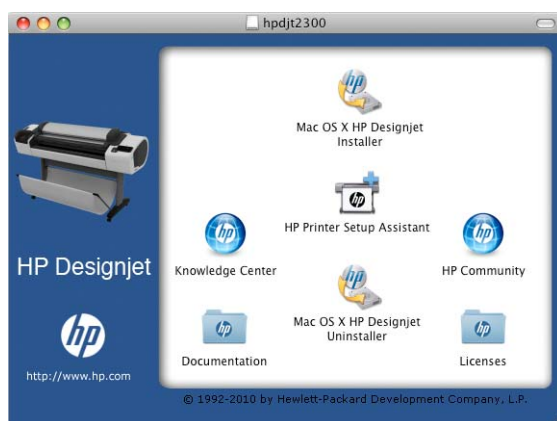 hpdjt2300
Mac OS X HP Designjet
Installer
HP Printer Setup Assistant
Knowledge Center
HP Community
Mac OS X HP Designjet
Uninstaller
Documentation
Licenses
HP Designjet
hp
http://www.hp.com
© 1992-2010 by Hewlett-Packard Development Company, L.P.